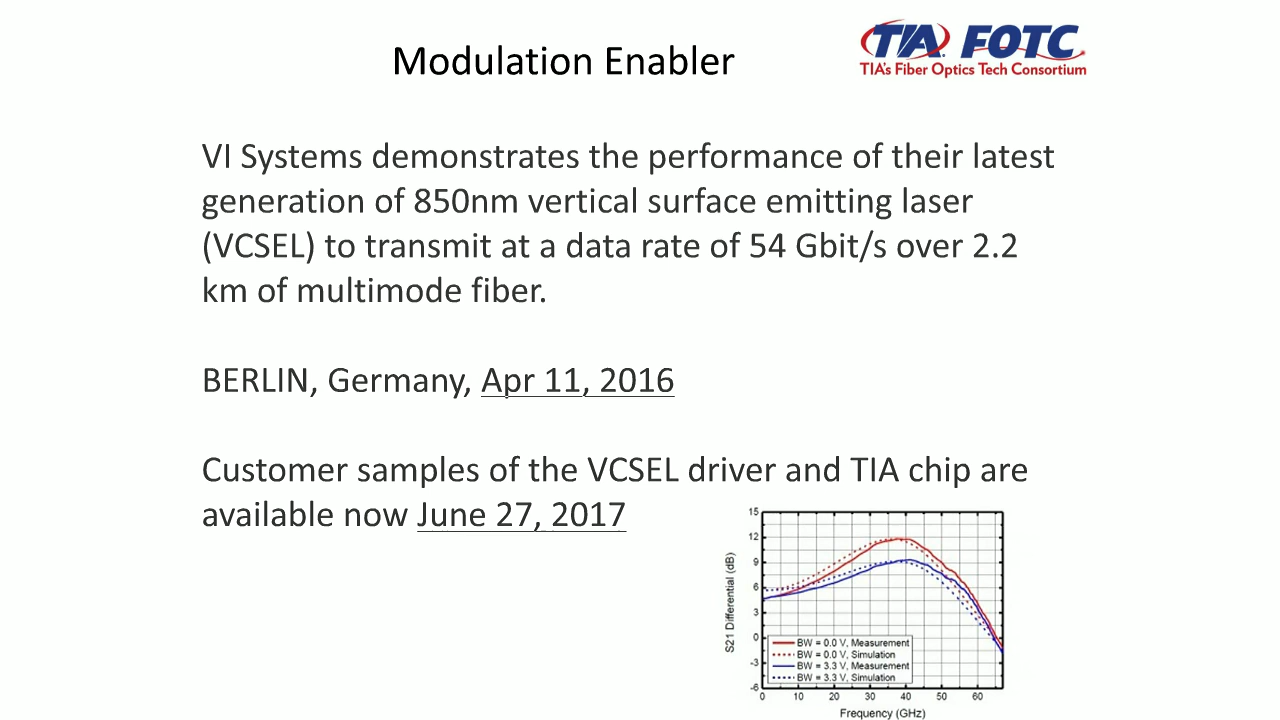 Modulation Enabler
TIA FOTC
TIA's Fiber Optics Tech Consortium
VI Systems demonstrates the performance of their latest
generation of 850nm vertical surface emitting laser
(VCSEL) to transmit at a data rate of 54 Gbit/s over 2.2
km of multimode fiber.
BERLIN, Germany, Apr 11, 2016
Customer samples of the VCSEL driver and TIA chip are
available now June 27, 2017
S21 Differential (dB)
15
12
9
6
3
0
-3
-6
BW = 0.0 V, Measurement
BW = 0.0 V, Simulation
BW = 3.3 V, Measurement
BW = 3.3 V, Simulation
0 10 20 30 40 50 60
Frequency (GHz)